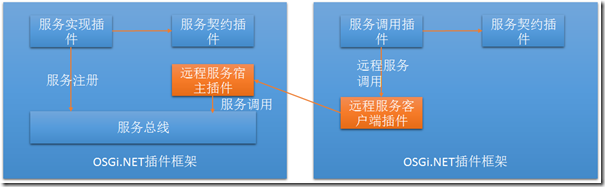 服务实现插
件
服务契约插
件
服务注册
远程服务宿
主插件
服务调用
服务总线
OSGi.NET插件框架
服务调用插
件
服务契约插
件
远程服务
调用
远程服务客
户端插件
OSGi.NET插件框架